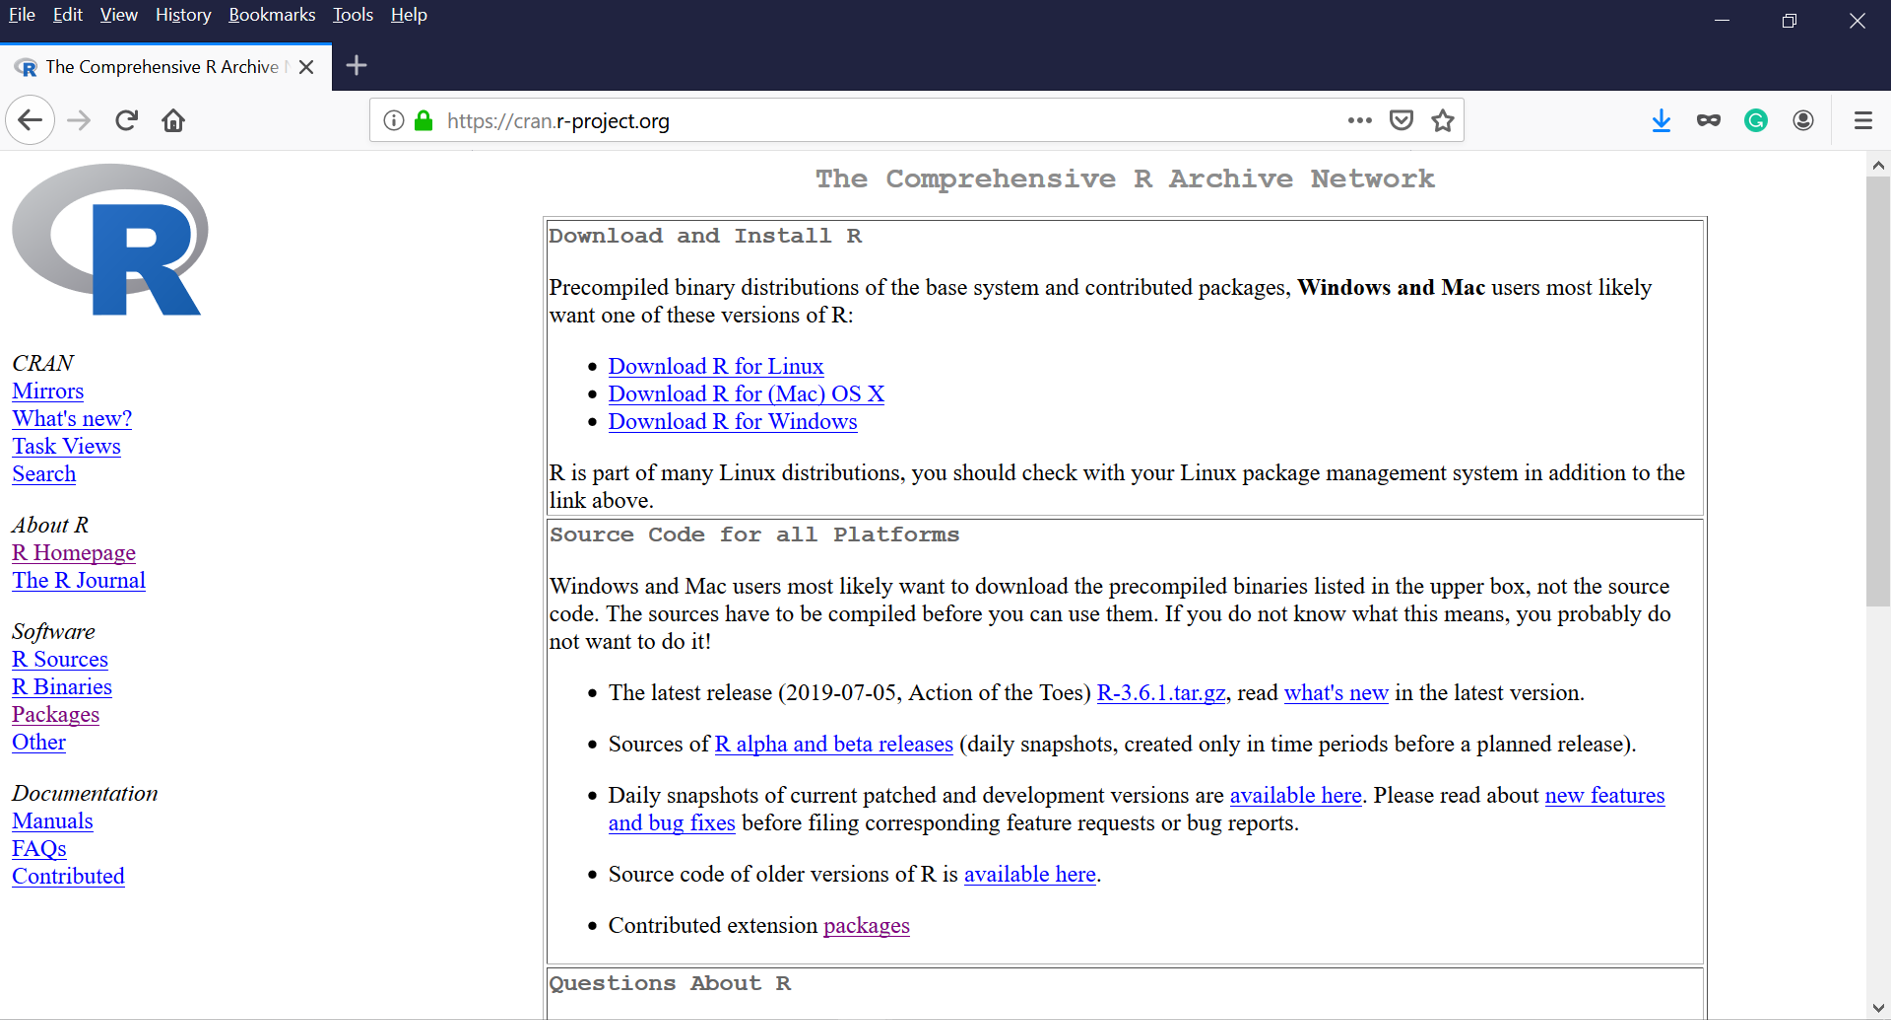 File Edit View History Bookmarks Tools Help
The Comprehensive R Archive
https://cran.r-project.org
R
CRAN
Mirrors
What's new?
Task Views
Search
About R
R Homepage
The R Journal
Software
R Sources
R Binaries
Packages
Other
Documentation
Manuals
FAQs
Contributed
The Comprehensive R Archive Network
Download and Install R
Precompiled binary distributions of the base system and contributed packages, Windows and Mac users most likely
want one of these versions of R:
Download R for Linux
Download R for (Mac) OS X
Download R for Windows
R is part of many Linux distributions, you should check with your Linux package management system in addition to the
link above.
Source Code for all Platforms
Windows and Mac users most likely want to download the precompiled binaries listed in the upper box, not the source
code. The sources have to be compiled before you can use them. If you do not know what this means, you probably do
not want to do it!
The latest release (2019-07-05, Action of the Toes) R-3.6.1.tar.gz, read what's new in the latest version.
Sources of R alpha and beta releases (daily snapshots, created only in time periods before a planned release).
Daily snapshots of current patched and development versions are available here. Please read about new features
and bug fixes before filing corresponding feature requests or bug reports.
Source code of older versions of R is available here.
Contributed extension packages
Questions About R